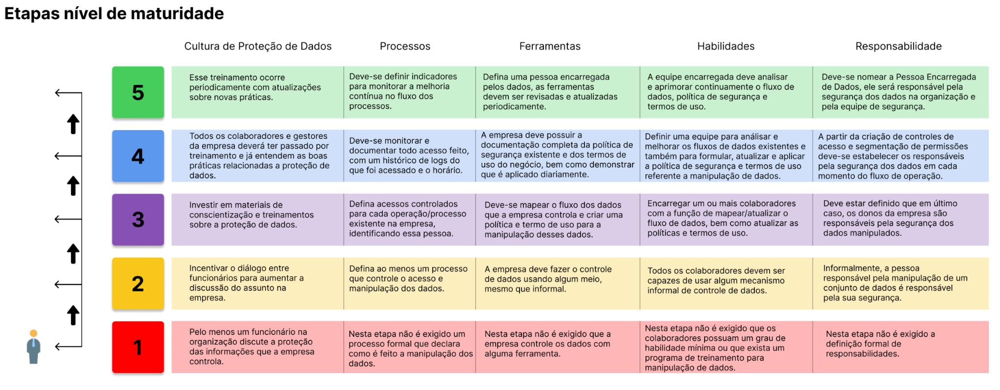 Etapas nível de maturidade
Cultura de Proteção de Dados
Processos
Ferramentas
Habilidades
Responsabilidade
5
Esse treinamento ocorre
periodicamente com atualizações
sobre novas práticas.
Deve-se definir indicadores
para monitorar a melhoria
contínua no fluxo dos
processos.
Defina uma pessoa encarregada
pelos dados, as ferramentas
devem ser revisadas e atualizadas
periodicamente.
A equipe encarregada deve analisar
e aprimorar continuamente o fluxo de
dados, política de segurança e
termos de uso.
Deve-se nomear a Pessoa Encarregada
de Dados, ele será responsável pela
segurança dos dados na organização e
pela equipe de segurança.
4
Todos os colaboradores e gestores
da empresa deverá ter passado por
treinamento e já entendem as boas
práticas relacionadas a proteção de
dados.
Deve-se monitorar e
documentar todo acesso feito,
com um histórico de logs do
que foi acessado e o horário.
A empresa deve possuir a
documentação completa da política de
segurança existente e dos termos de
uso do negócio, bem como demonstrar
que é aplicado diariamente.
Definir uma equipe para análisar e
melhorar os fluxos de dados existentes e
também para formular, atualizar e aplicar
a política de segurança e termos de uso
referente a manipulação de dados.
A partir da criação de controles de
acesso e segmentação de permissões
deve-se estabelecer os responsáveis
pela segurança dos dados em cada
momento do fluxo de operação.
3
Investir em materiais de
conscientização e treinamentos
sobre a proteção de dados.
Defina acessos controlados
para cada operação/processo
existente na empresa,
identificando essa pessoa.
Deve-se mapear o fluxo dos dados
que a empresa controla e criar uma
política e termo de uso para a
manipulação desses dados.
Encarregar um ou mais colaboradores
com a função de mapear/atualizar o
fluxo de dados, bem como atualizar as
políticas e termos de uso.
Deve estar definido que em último
caso, os donos da empresa são
responsáveis pela segurança dos
dados manipulados.
2
Incentivar o diálogo entre
funcionários para aumentar a
discussão do assunto na
empresa.
Defina ao menos um processo
que controle o acesso e
manipulação dos dados.
A empresa deve fazer o controle
de dados usando algum meio,
mesmo que informal.
Todos os colaboradores devem ser
capazes de usar algum mecanismo
informal de controle de dados.
Informalmente, a pessoa
responsável pela manipulação de um
conjunto de dados é responsável
pela sua segurança.
1
Pelo menos um funcionário na
organização discute a proteção
das informações que a empresa
controla.
Nesta etapa não é exigido um
processo formal que declara
como é feito a manipulação dos
dados.
Nesta etapa não é exigido que a
empresa controle os dados com
alguma ferramenta.
Nesta etapa não é exigido que os
colaboradores possuam um grau de
habilidade mínima ou que exista um
programa de treinamento para
manipulação de dados.
Nesta etapa não é exigido a
definição formal de
responsabilidades.